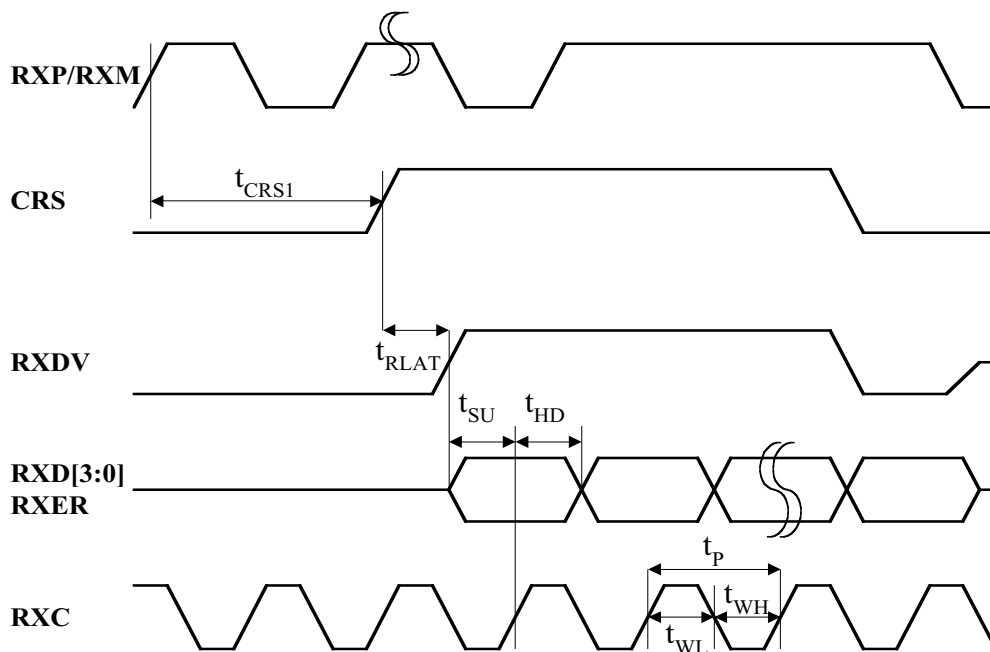 RXP/RXM
CRS
t_CRS1
RXDV
t_RLAT
t_SU
t_HD
RXD[3:0]
RXER
t_P
RXC
t_WH
t_WL